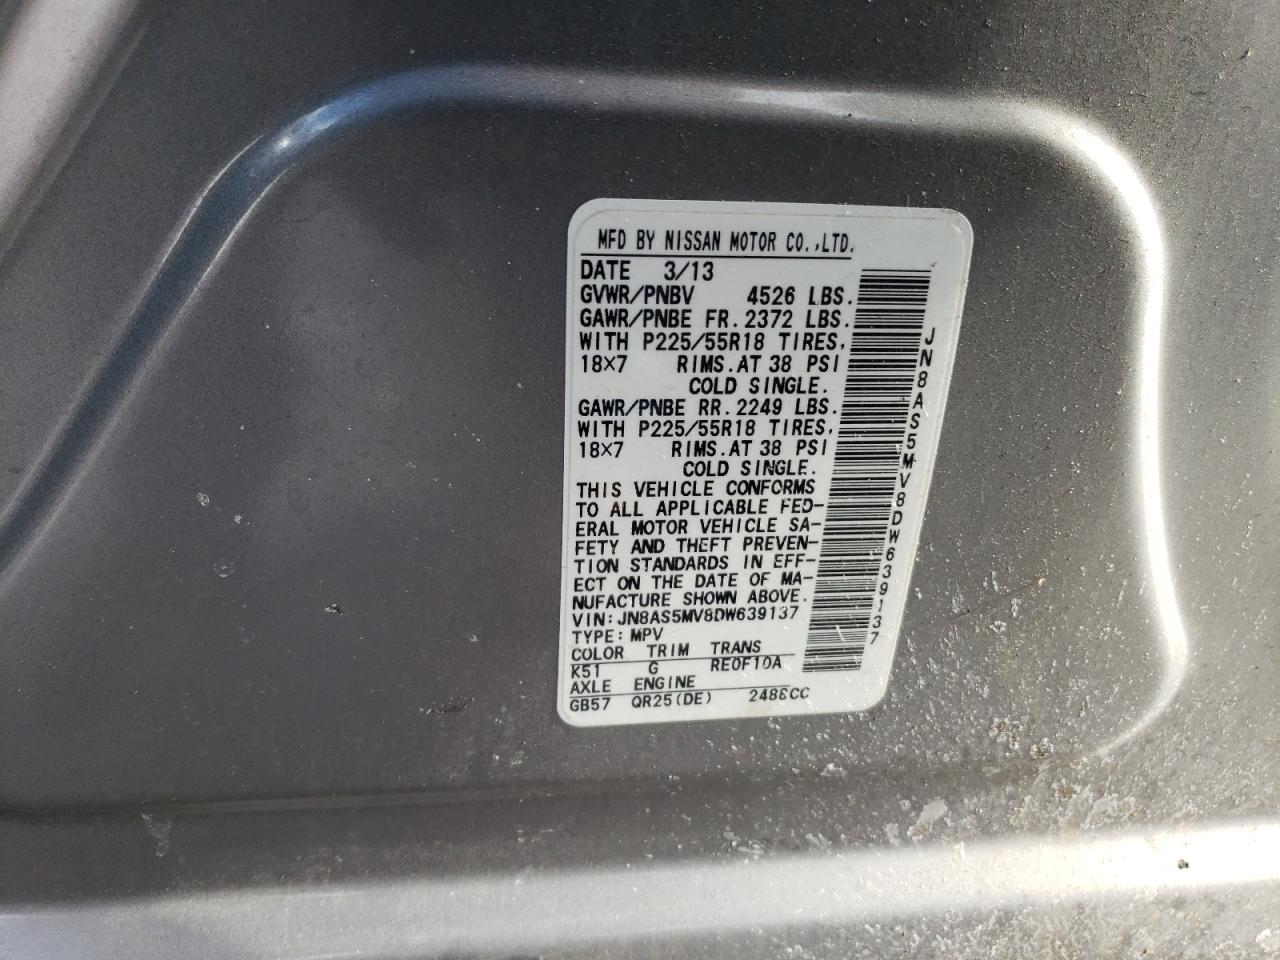 MFD BY NISSAN MOTOR CO.,LTD.
DATE 3/13
GVWR/PNBV 4526 LBS.
GAWR/PNBE FR. 2372 LBS.
WITH P225/55R18 TIRES,
18×7 RIMS. AT 38 PSI
COLD SINGLE.
GAWR/PNBE RR. 2249 LBS.
WITH P225/55R18 TIRES,
18×7 RIMS. AT 38 PSI
COLD SINGLE.
THIS VEHICLE CONFORMS
TO ALL APPLICABLE FED-
ERAL MOTOR VEHICLE SA-
FETY AND THEFT PREVEN-
TION STANDARDS IN EFF-
ECT ON THE DATE OF MA-
NUFACTURE SHOWN ABOVE.
VIN: JN8AS5MV8DW639137
TYPE: MPV
COLOR TRIM TRANS
K51 G RE0F10A
AXLE ENGINE
GB57 QR25(DE) 2488CC
JN8AS5MV8DW639137